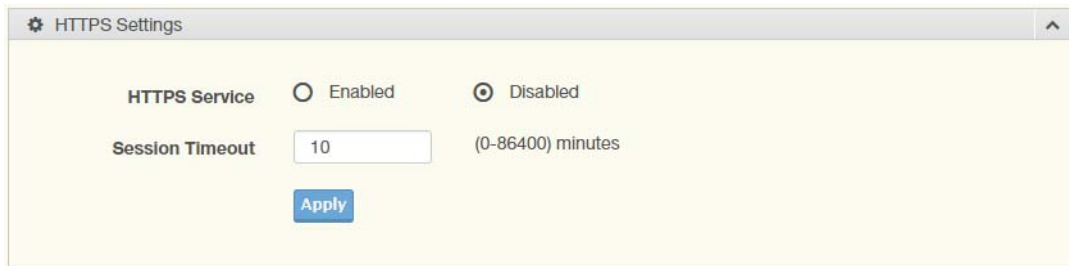 HTTPS Settings
HTTPS Service Enabled Disabled
Session Timeout 10 (0-86400) minutes
Apply